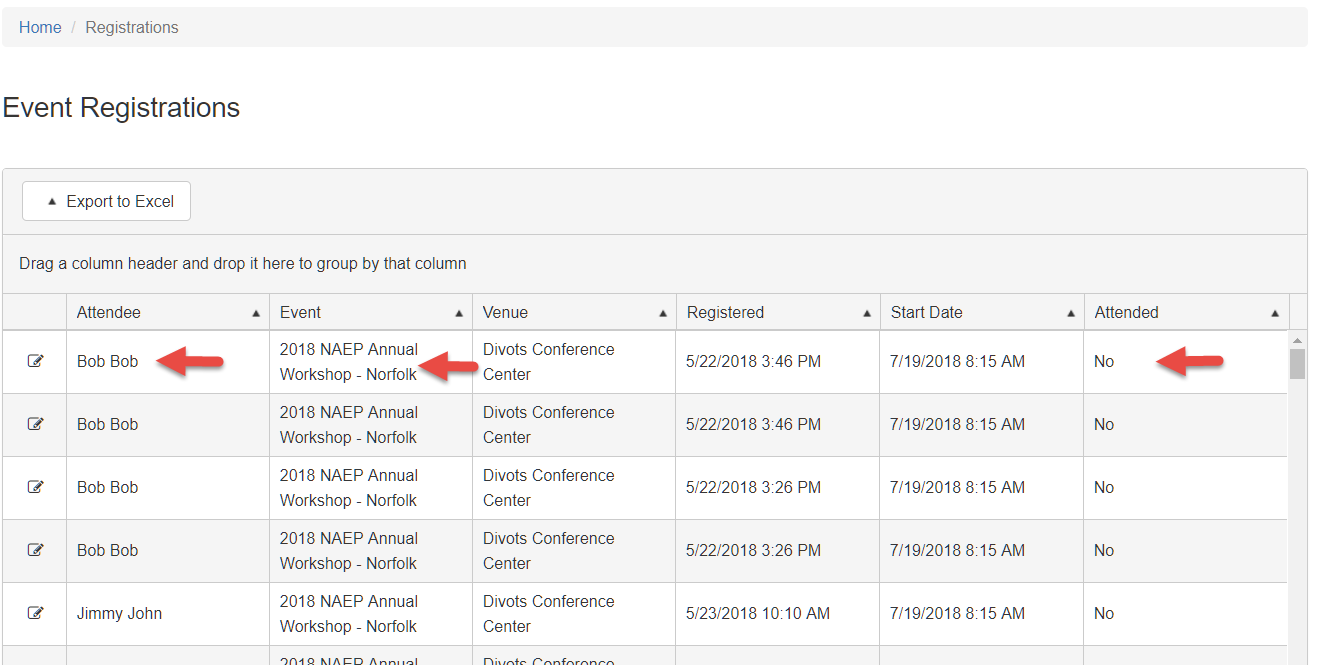 Home / Registrations
Event Registrations
Export to Excel
Drag a column header and drop it here to group by that column
Attendee Event Venue Registered Start Date Attended
Bob Bob 2018 NAEP Annual Divots Conference 5/22/2018 3:46 PM 7/19/2018 8:15 AM No
Workshop - Norfolk Center
Bob Bob 2018 NAEP Annual Divots Conference 5/22/2018 3:46 PM 7/19/2018 8:15 AM No
Workshop - Norfolk Center
Bob Bob 2018 NAEP Annual Divots Conference 5/22/2018 3:26 PM 7/19/2018 8:15 AM No
Workshop - Norfolk Center
Bob Bob 2018 NAEP Annual Divots Conference 5/22/2018 3:26 PM 7/19/2018 8:15 AM No
Workshop - Norfolk Center
Jimmy John 2018 NAEP Annual Divots Conference 5/23/2018 10:10 AM 7/19/2018 8:15 AM No
Workshop - Norfolk Center
2018 NAEP Annual Divots Conference